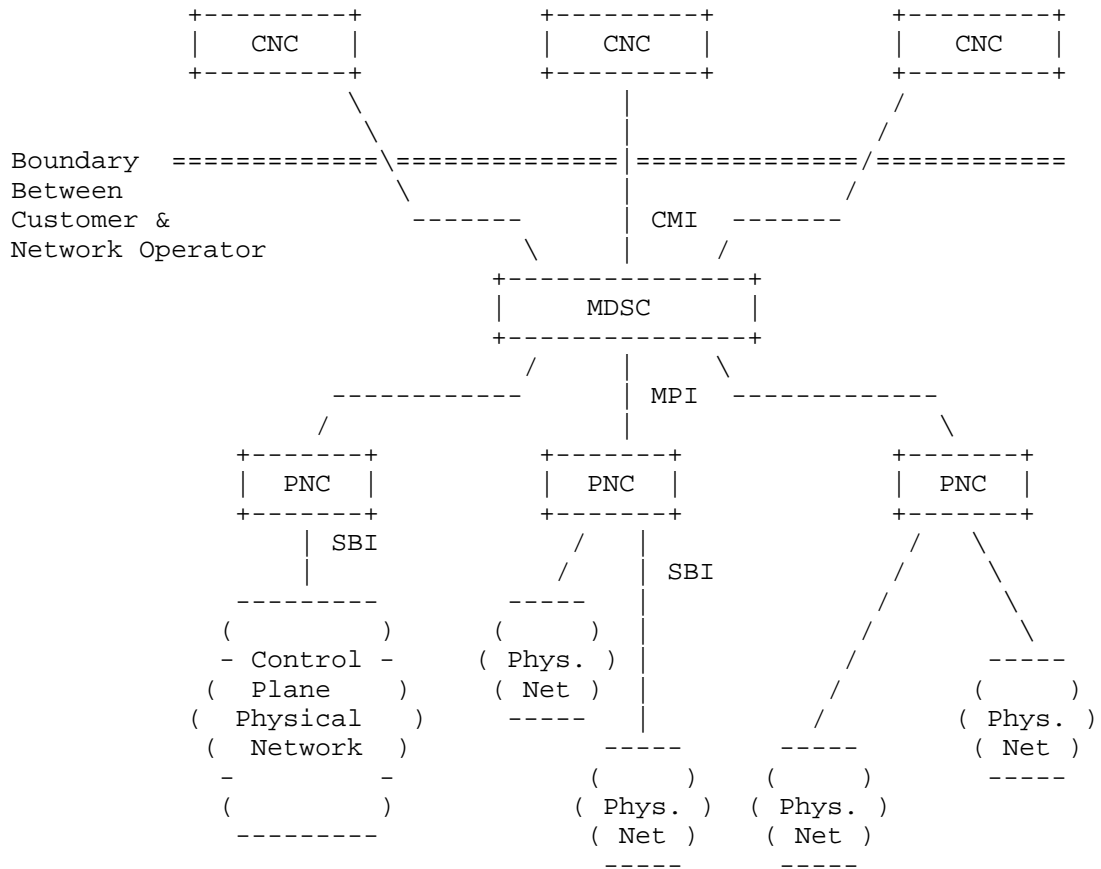 CNC CNC CNC
Boundary
Between
Customer & CMI
Network Operator
MDSC
MPI
PNC PNC PNC
SBI
SBI
Control Phys.
Plane Net Phys.
Physical Net
Network
Phys. Phys.
Net Net